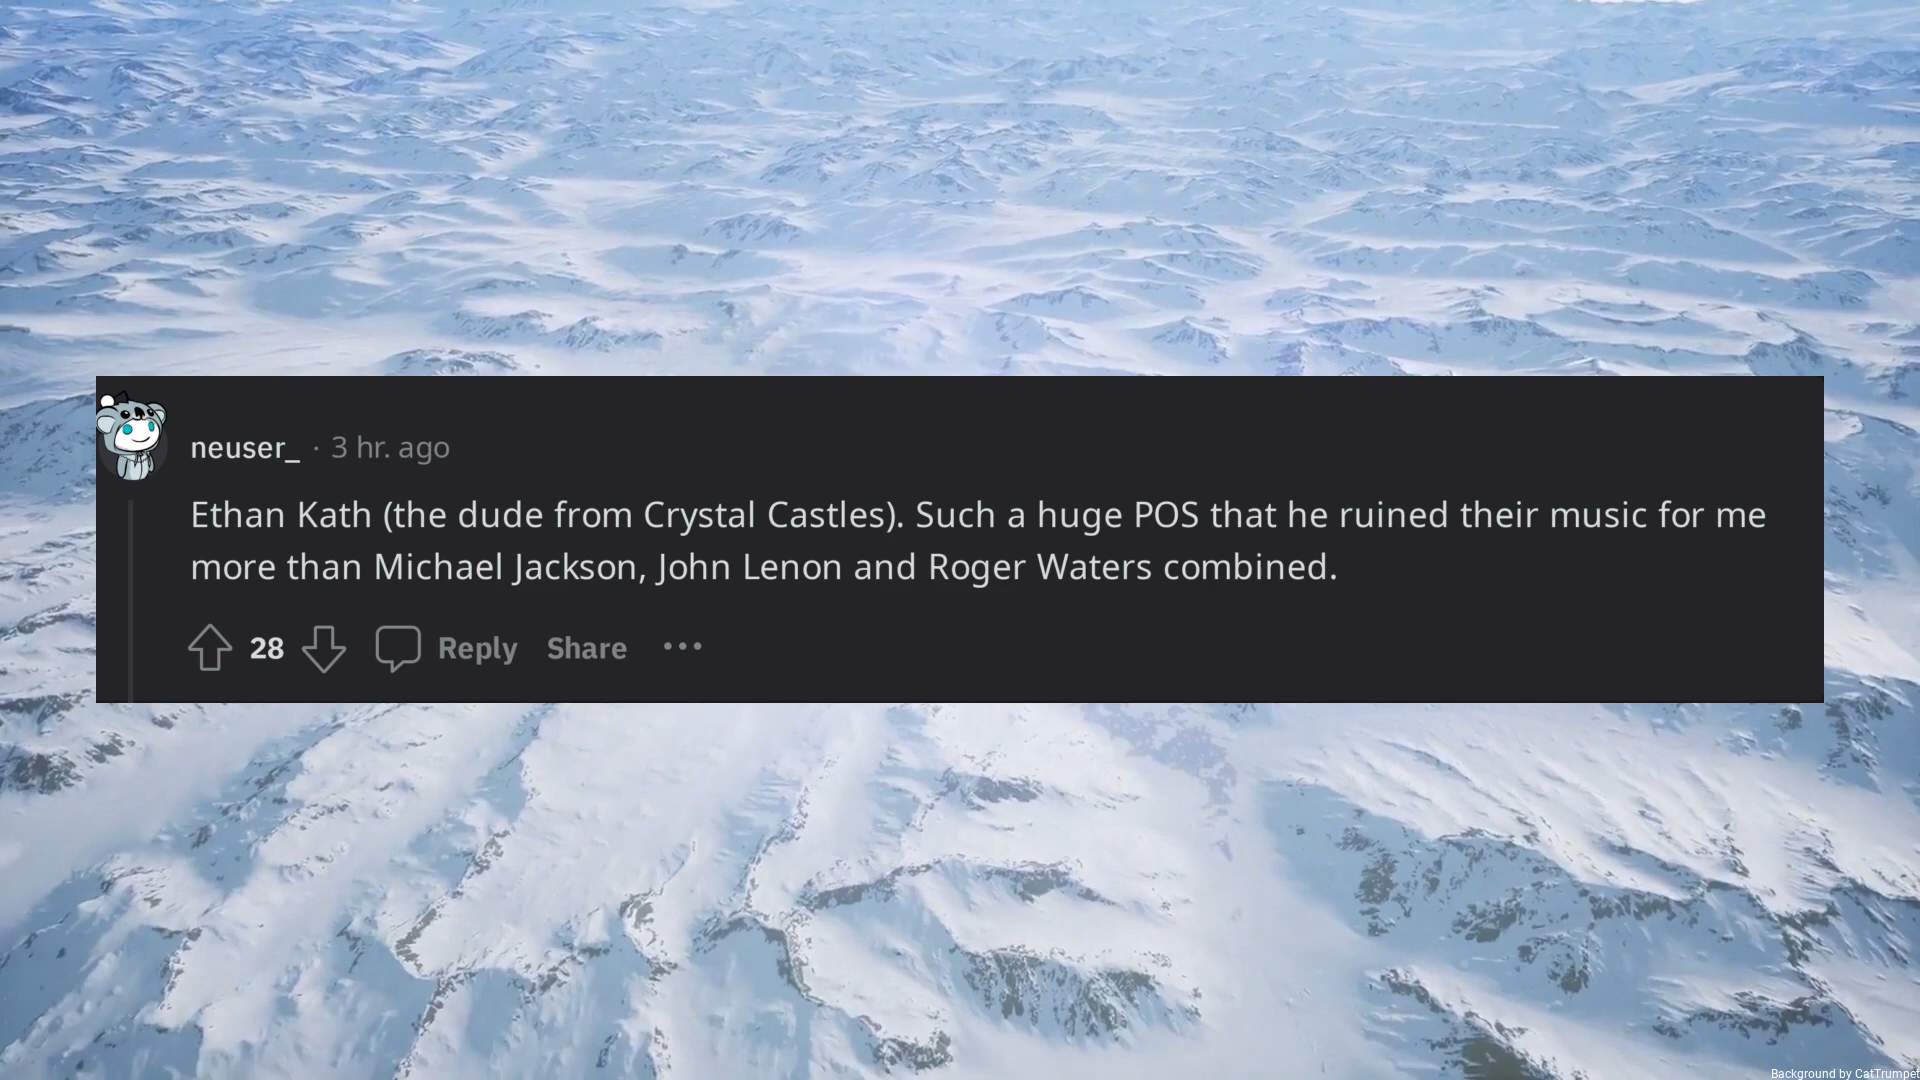 neuser_ · 3 hr. ago
Ethan Kath (the dude from Crystal Castles). Such a huge POS that he ruined their music for me
more than Michael Jackson, John Lenon and Roger Waters combined.
28 Reply Share ···
Background by CatTrumpet